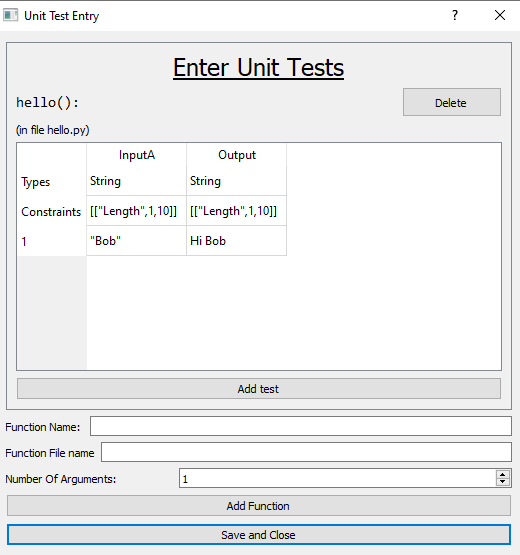 Unit Test Entry ?
Enter Unit Tests
hello():
Delete
(in file hello.py)
InputA Output
Types String String
Constraints [["Length",1,10]] [["Length",1,10]]
1 "Bob" Hi Bob
Add test
Function Name:
Function File name
Number Of Arguments: 1
Add Function
Save and Close